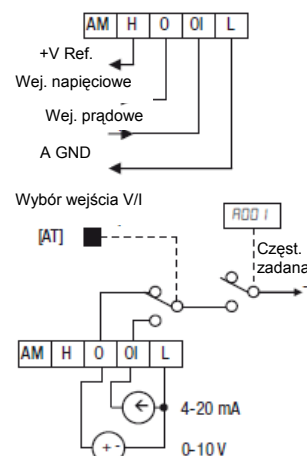 AM H O OI L
+V Ref.
Wej. napięciowe
Wej. prądowe
A GND
Wybór wejścia V/I
A001
[AT]
Częst.
zadana
AM H O OI L
4-20 mA
+ -
0-10 V